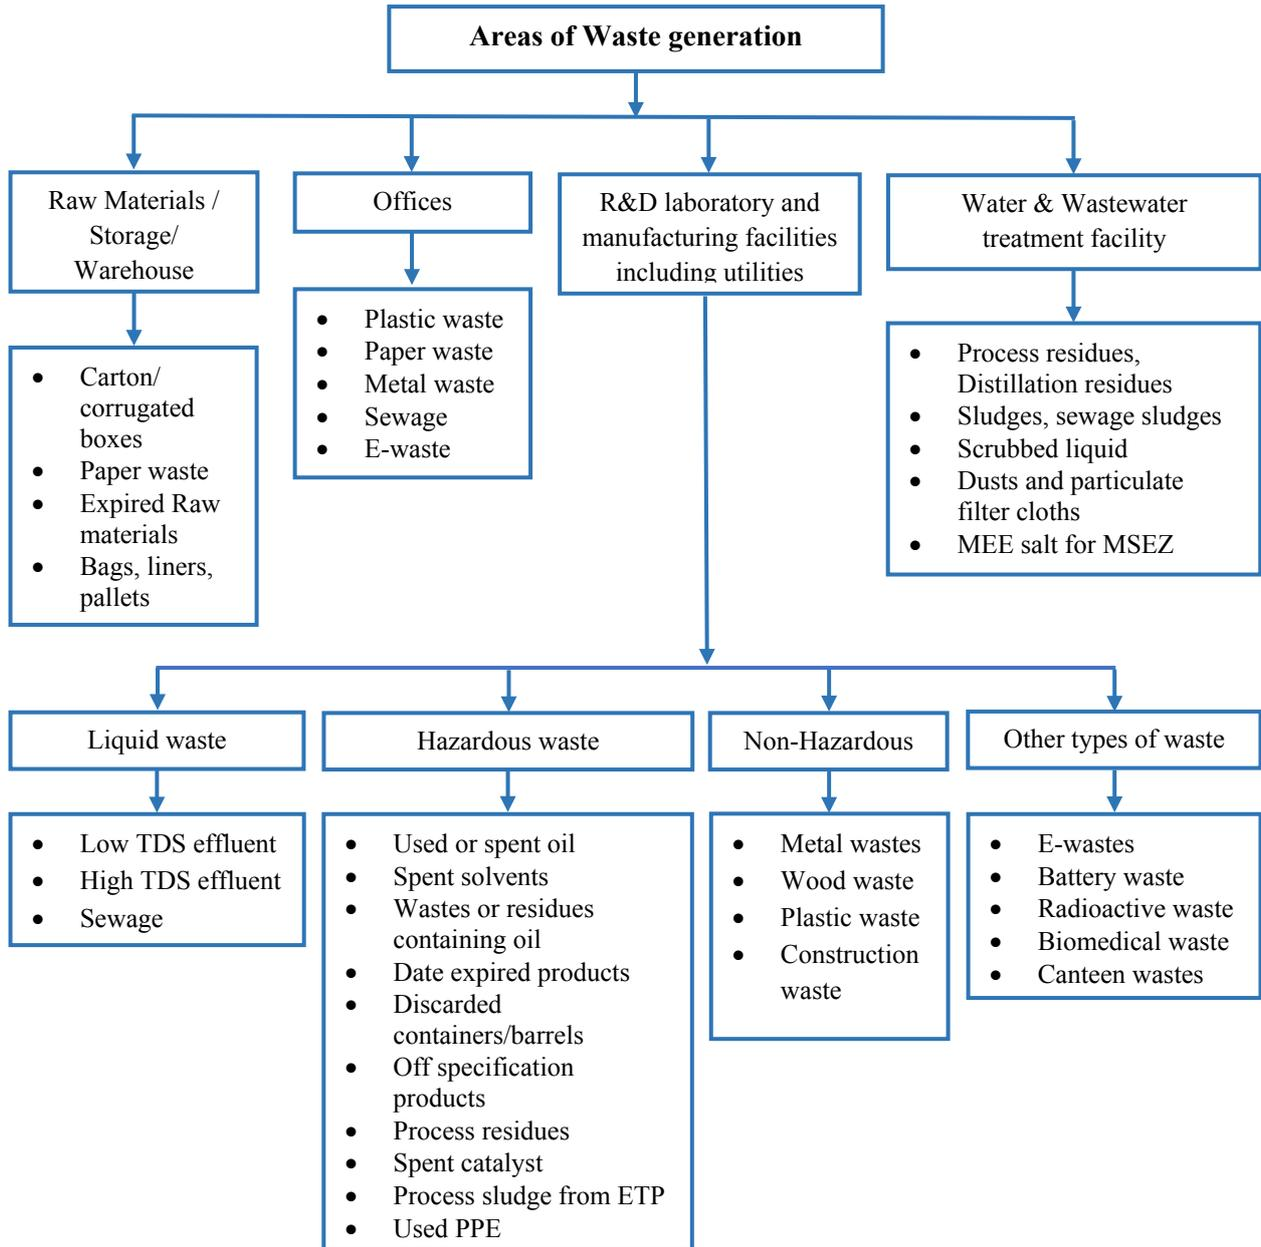 Areas of Waste generation
Raw Materials /
Storage/
Warehouse
Offices
R&D laboratory and
manufacturing facilities
including utilities
Water & Wastewater
treatment facility
• Carton/
corrugated
boxes
• Paper waste
• Expired Raw
materials
• Bags, liners,
pallets
• Plastic waste
• Paper waste
• Metal waste
• Sewage
• E-waste
• Process residues,
Distillation residues
• Sludges, sewage sludges
• Scrubbed liquid
• Dusts and particulate
filter cloths
• MEE salt for MSEZ
Liquid waste
Hazardous waste
Non-Hazardous
Other types of waste
• Low TDS effluent
• High TDS effluent
• Sewage
• Used or spent oil
• Spent solvents
• Wastes or residues
containing oil
• Date expired products
• Discarded
containers/barrels
• Off specification
products
• Process residues
• Spent catalyst
• Process sludge from ETP
• Used PPE
• Metal wastes
• Wood waste
• Plastic waste
• Construction
waste
• E-wastes
• Battery waste
• Radioactive waste
• Biomedical waste
• Canteen wastes